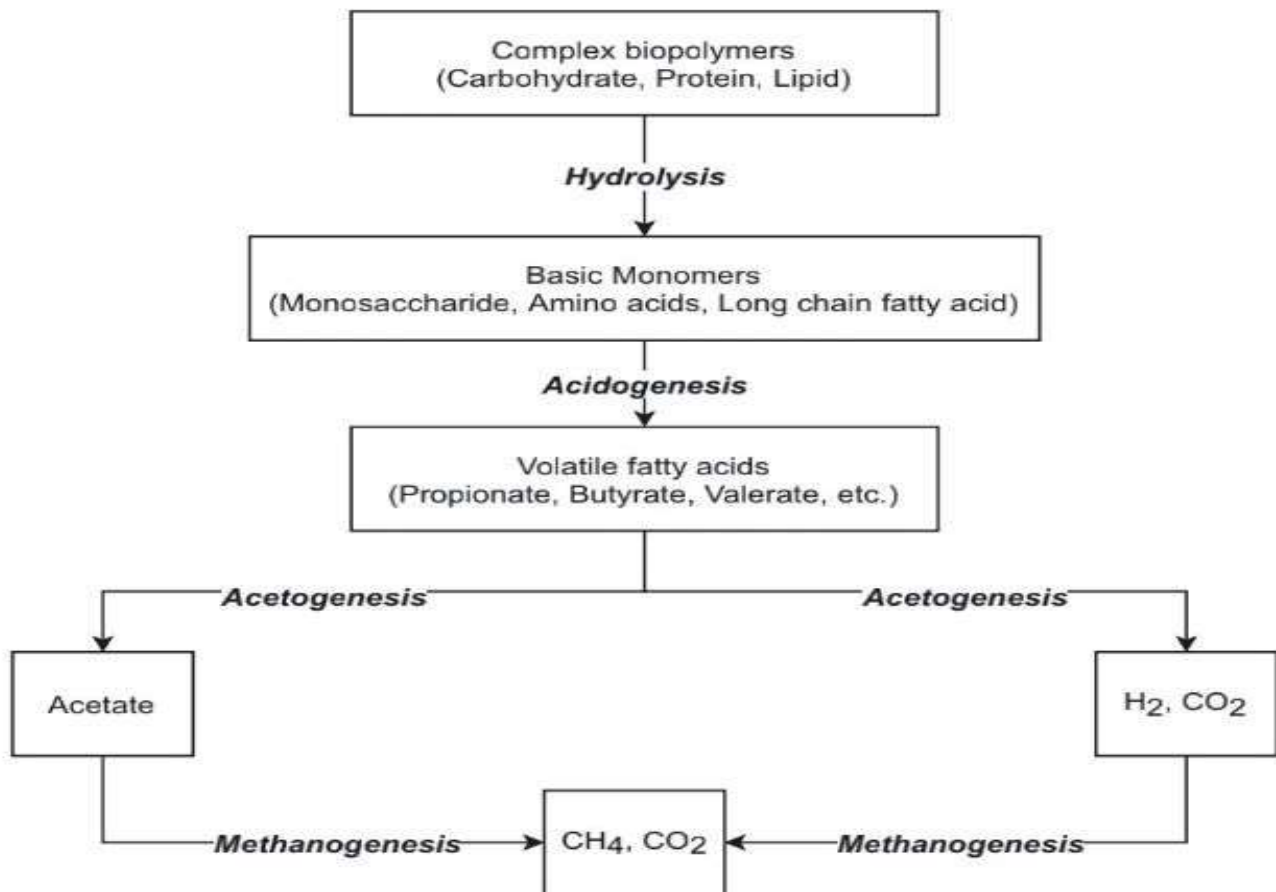 Complex biopolymers
(Carbohydrate, Protein, Lipid)
Hydrolysis
Basic Monomers
(Monosaccharide, Amino acids, Long chain fatty acid)
Acidogenesis
Volatile fatty acids
(Propionate, Butyrate, Valerate, etc.)
Acetogenesis
Acetogenesis
Acetate
H2, CO2
Methanogenesis
CH4, CO2
Methanogenesis